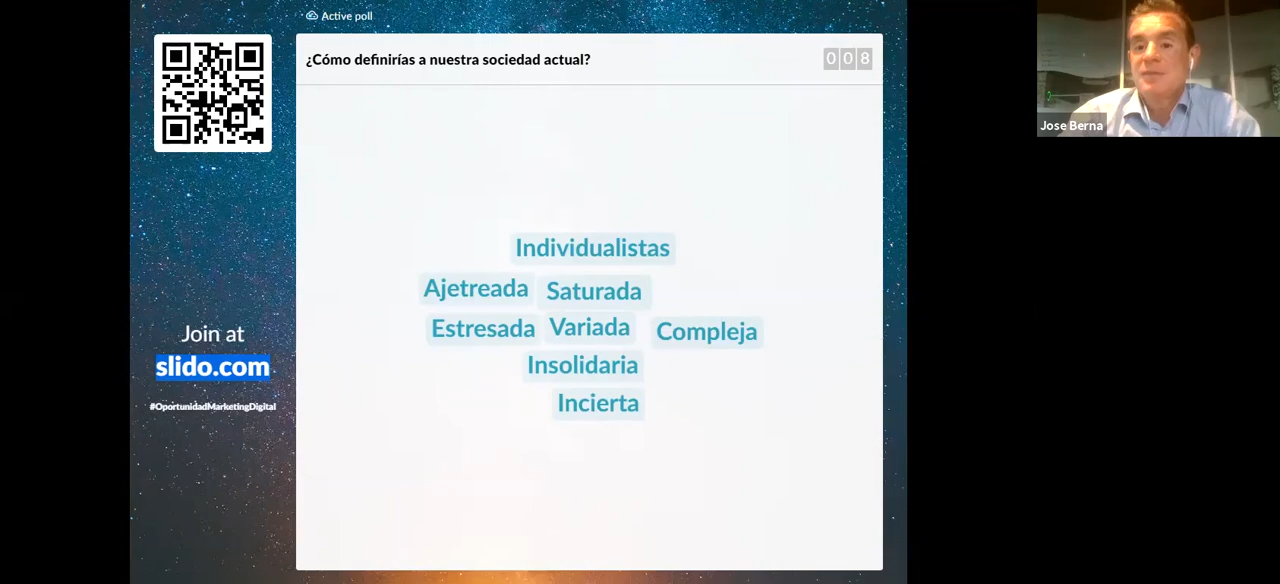 Active poll
¿Cómo definirías a nuestra sociedad actual?
008
Individualistas
Ajetreada Saturada
Estresada Variada Compleja
Insolidaria
Incierta
Join at
slido.com
#OportunidadMarketingDigital
Jose Berna